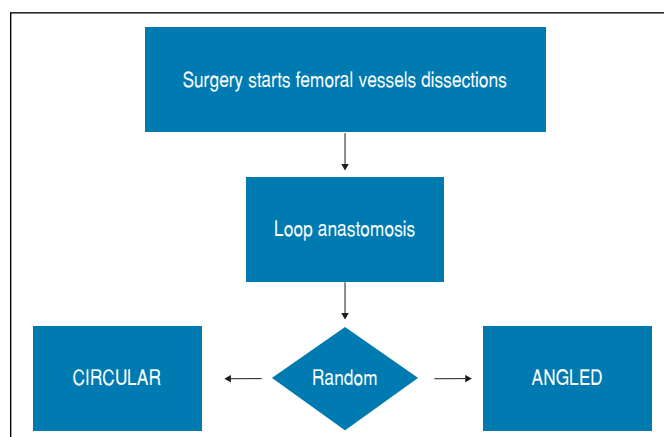 Surgery starts femoral vessels dissections
Loop anastomosis
CIRCULAR
Random
ANGLED